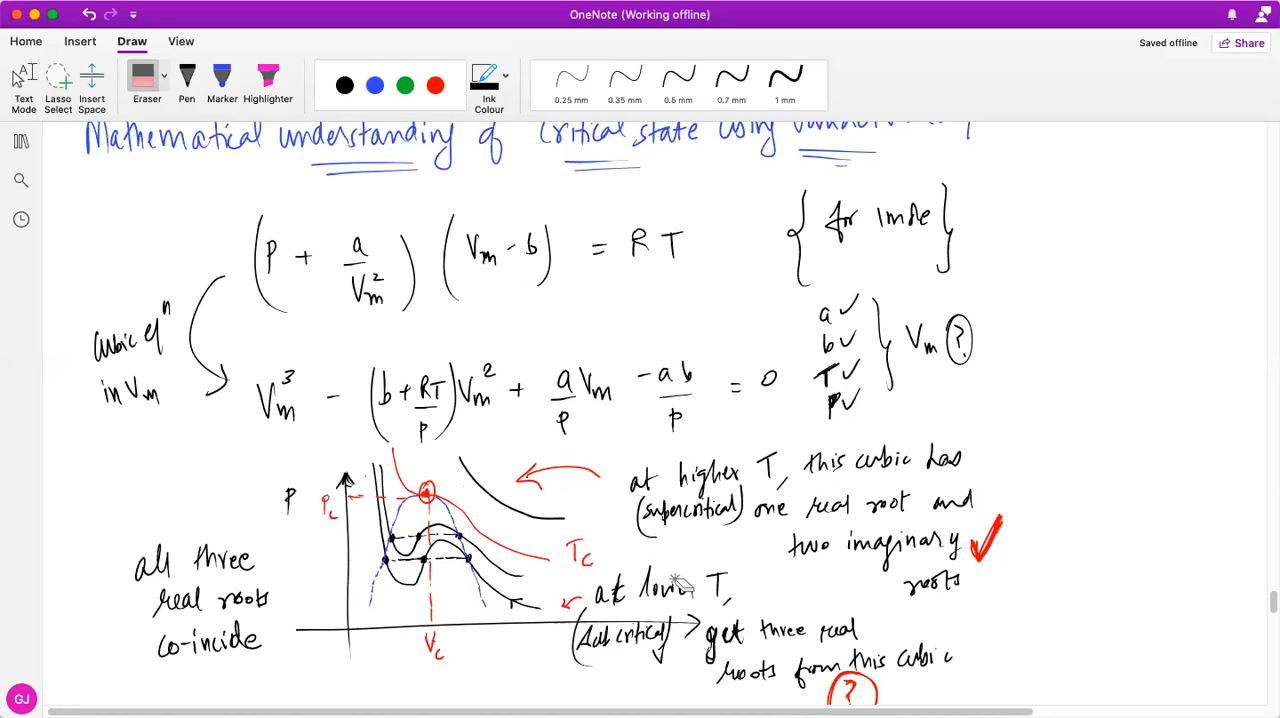 OneNote (Working offline)
Home Insert Draw View
Saved offline
Share
Text Mode
Lasso Select
Insert Space
Eraser
Pen
Marker
Highlighter
Ink Colour
0.25 mm 0.35 mm 0.5 mm 0.7 mm 1 mm
Mathematical understanding of critical state using
(P + a/Vm²) (Vm - b) = R T
{for 1mole}
cubic eqⁿ
in Vm
a ✓
b ✓
T ✓
P ✓
Vm ?
Vm³ - (b + RT/P) Vm² + a/P Vm - ab/P = 0
P
Pc
Tc
Vc
at higher T, this cubic has
(supercritical) one real root and
two imaginary
roots
all three
real roots
co-incide
at low T,
(Subcritical) get three real
roots from this cubic
?
GJ